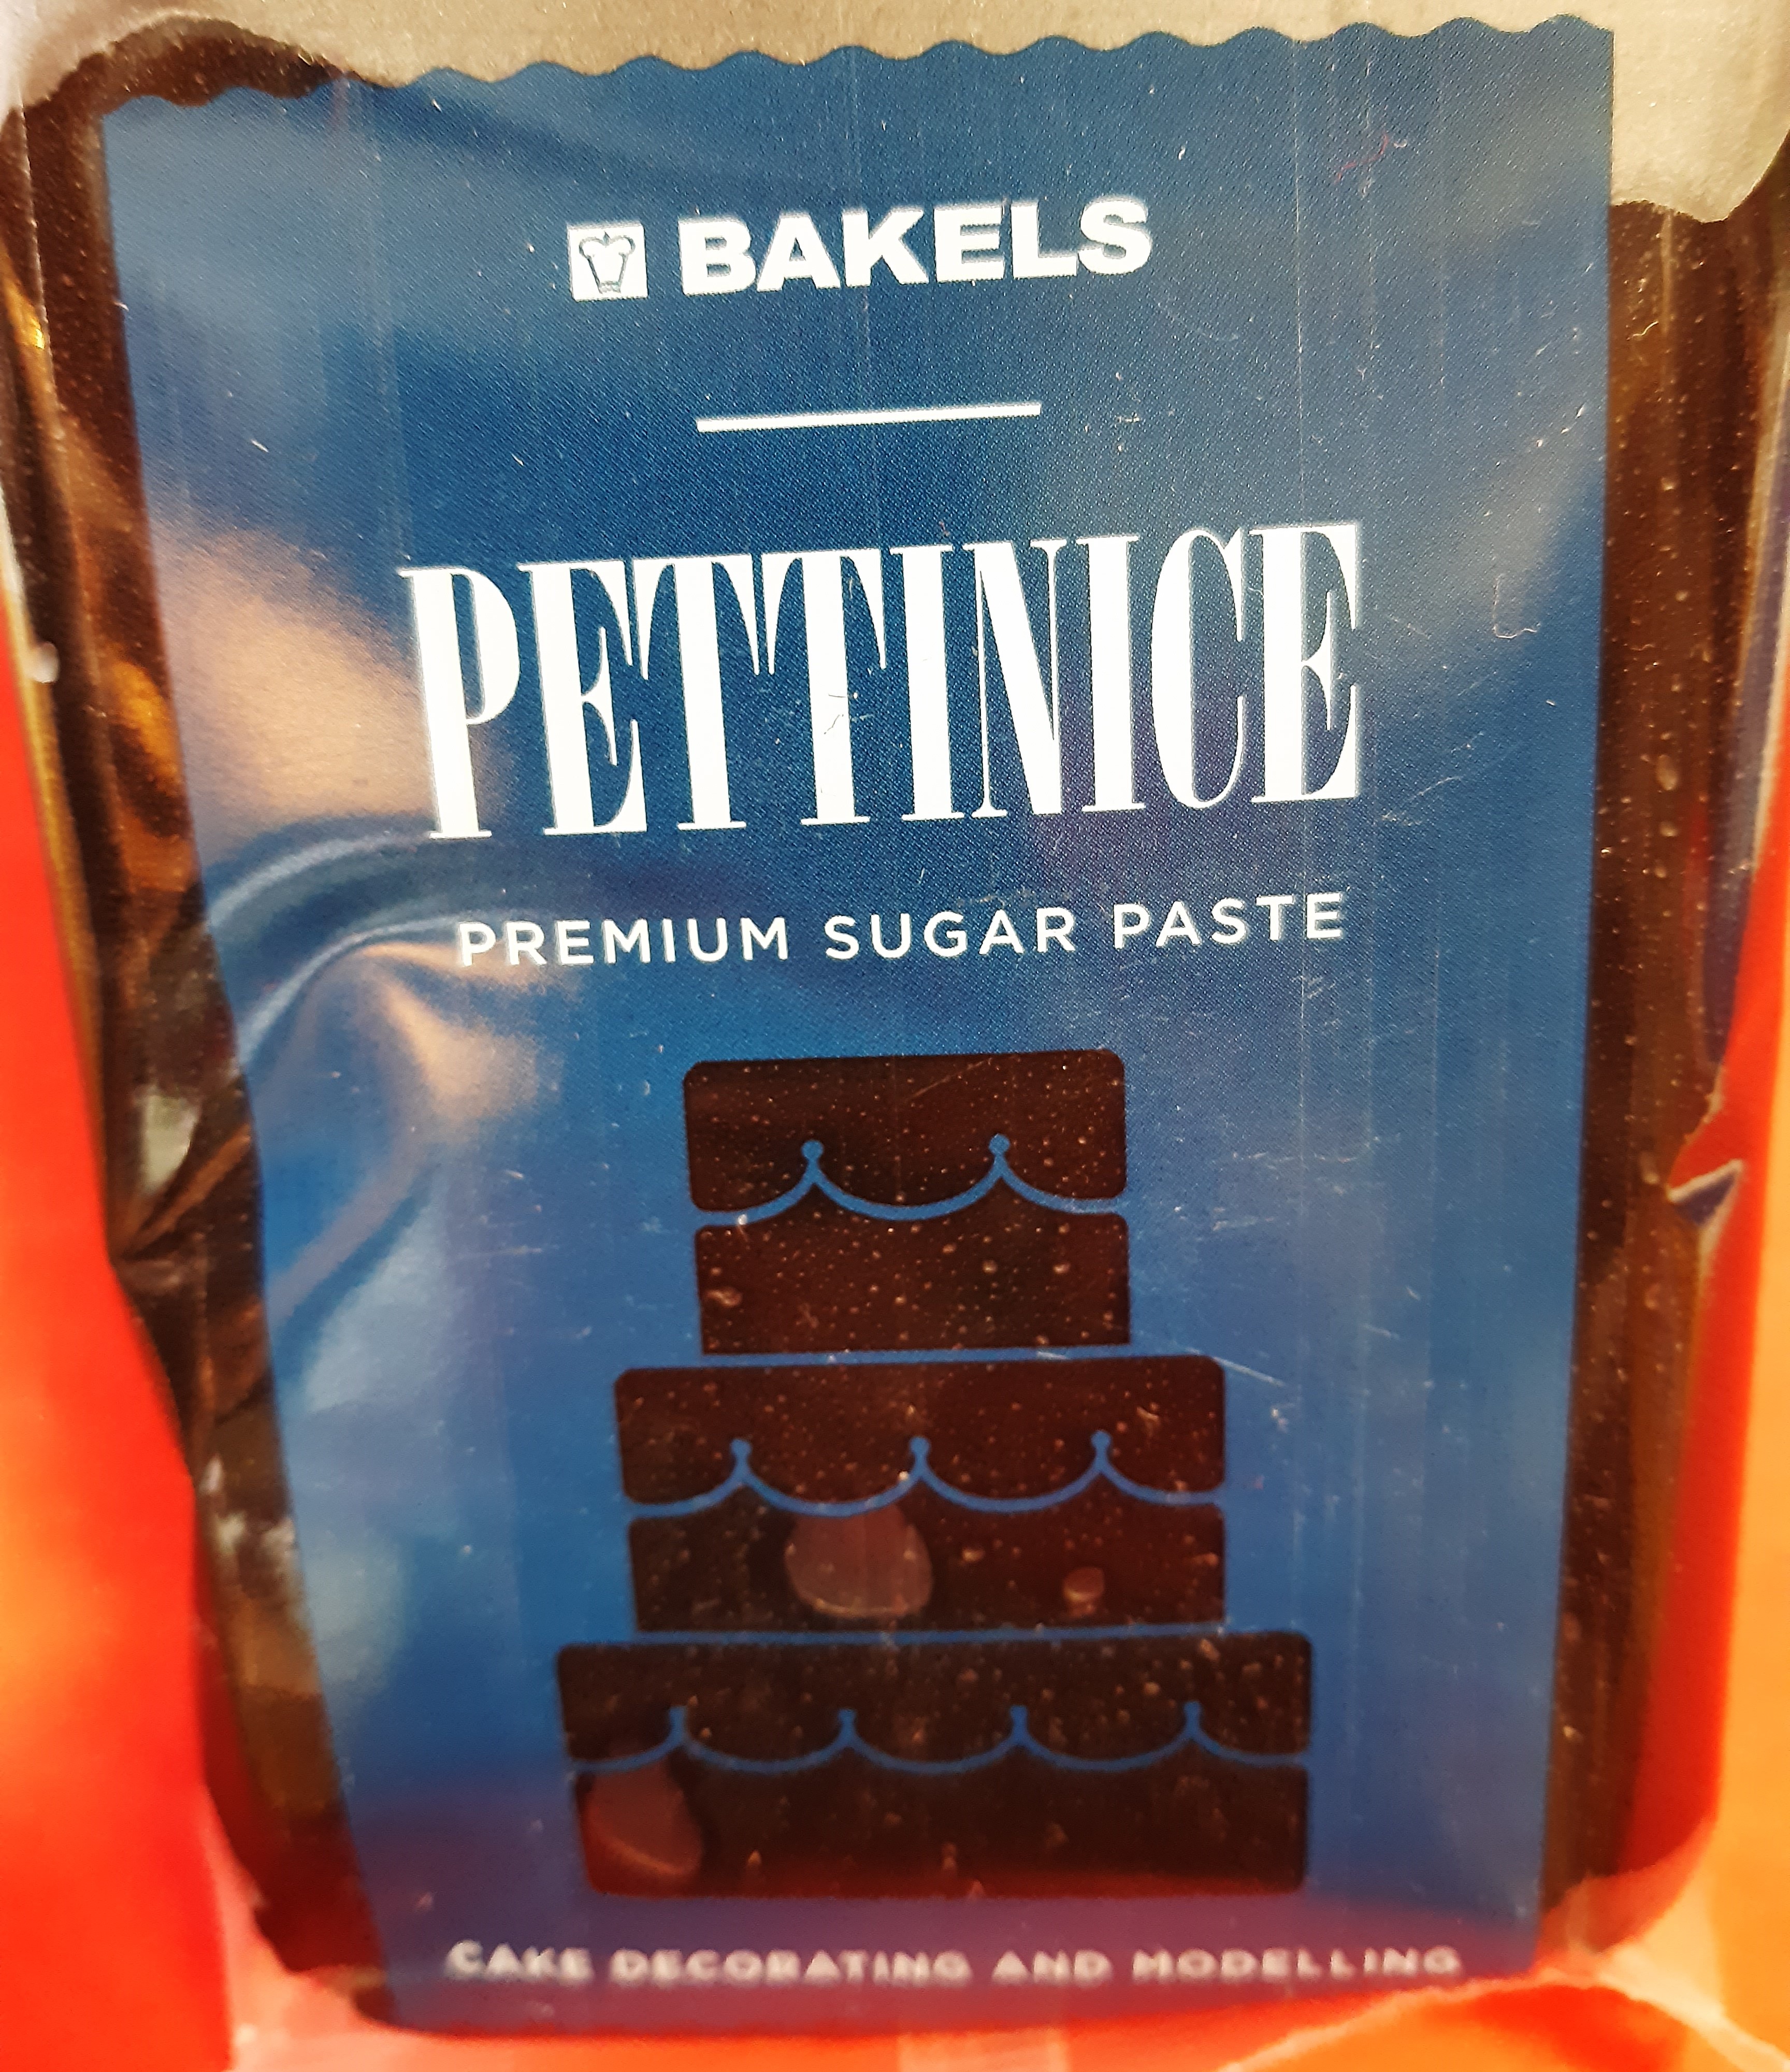 BAKELS
PETTINICE
PREMIUM SUGAR PASTE
CAKE DECORATING AND MODELLING